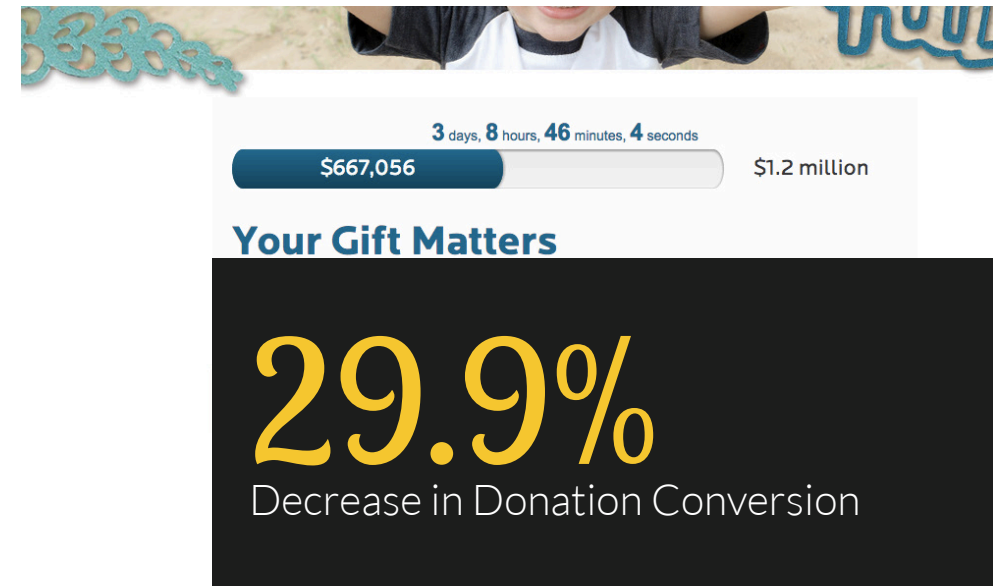 3 days, 8 hours, 46 minutes, 4 seconds
$667,056 $1.2 million
Your Gift Matters
29.9%
Decrease in Donation Conversion